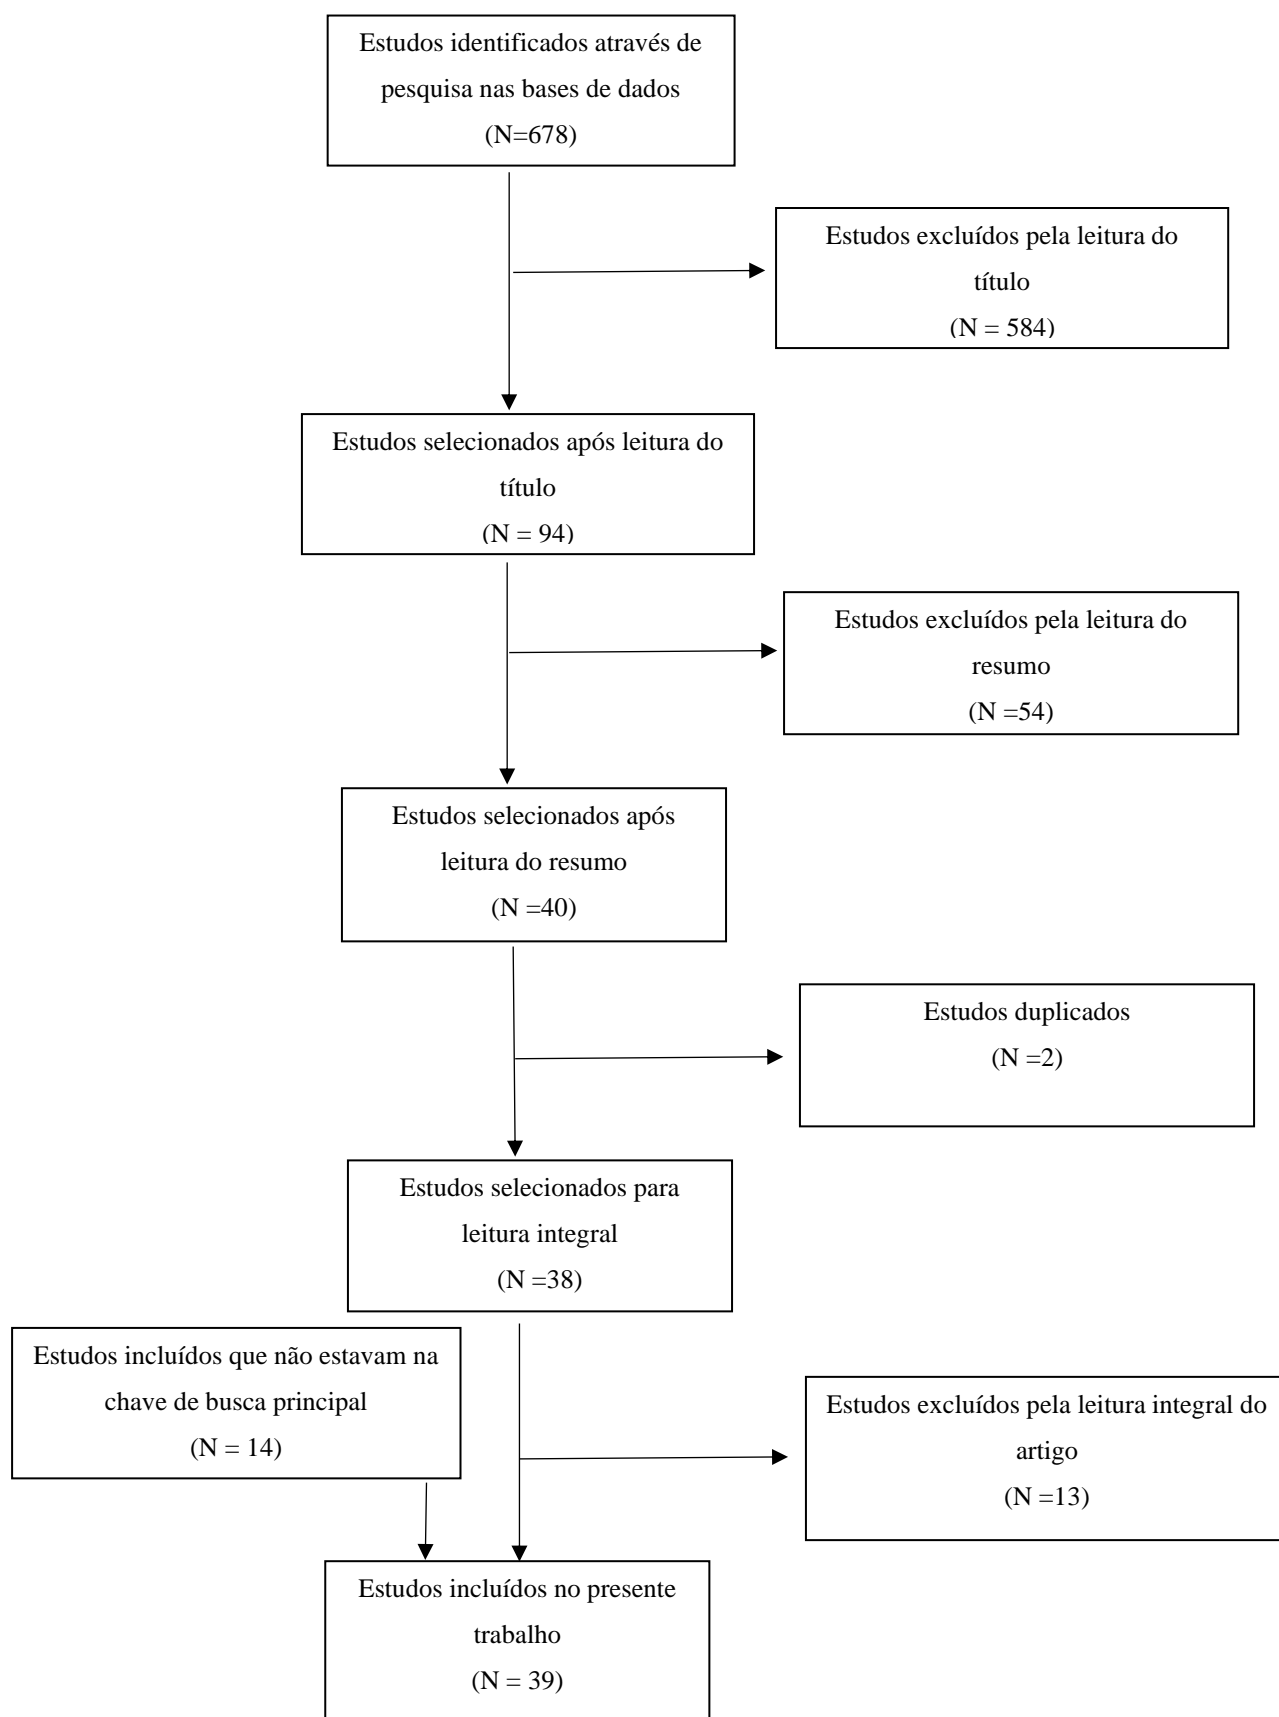 Estudos identificados através de
pesquisa nas bases de dados
(N=678)
Estudos excluídos pela leitura do
título
(N = 584)
Estudos selecionados após leitura do
título
(N = 94)
Estudos excluídos pela leitura do
resumo
(N =54)
Estudos selecionados após
leitura do resumo
(N =40)
Estudos duplicados
(N =2)
Estudos selecionados para
leitura integral
(N =38)
Estudos incluídos que não estavam na
chave de busca principal
(N = 14)
Estudos excluídos pela leitura integral do
artigo
(N =13)
Estudos incluídos no presente
trabalho
(N = 39)